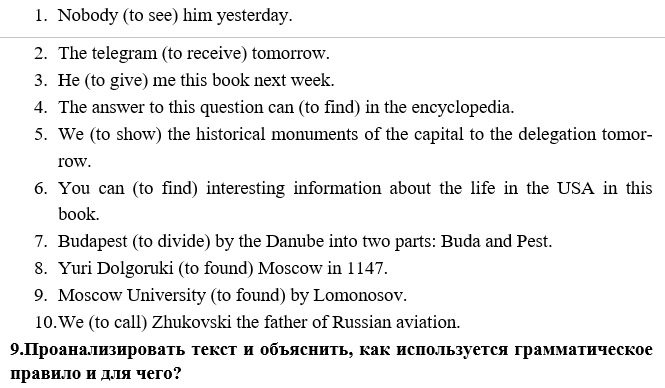 1. Nobody (to see) him yesterday.
2. The telegram (to receive) tomorrow.
3. He (to give) me this book next week.
4. The answer to this question can (to find) in the encyclopedia.
5. We (to show) the historical monuments of the capital to the delegation tomor-
row.
6. You can (to find) interesting information about the life in the USA in this
book.
7. Budapest (to divide) by the Danube into two parts: Buda and Pest.
8. Yuri Dolgoruki (to found) Moscow in 1147.
9. Moscow University (to found) by Lomonosov.
10.We (to call) Zhukovski the father of Russian aviation.
9.Проанализировать текст и объяснить, как используется грамматическое
правило и для чего?